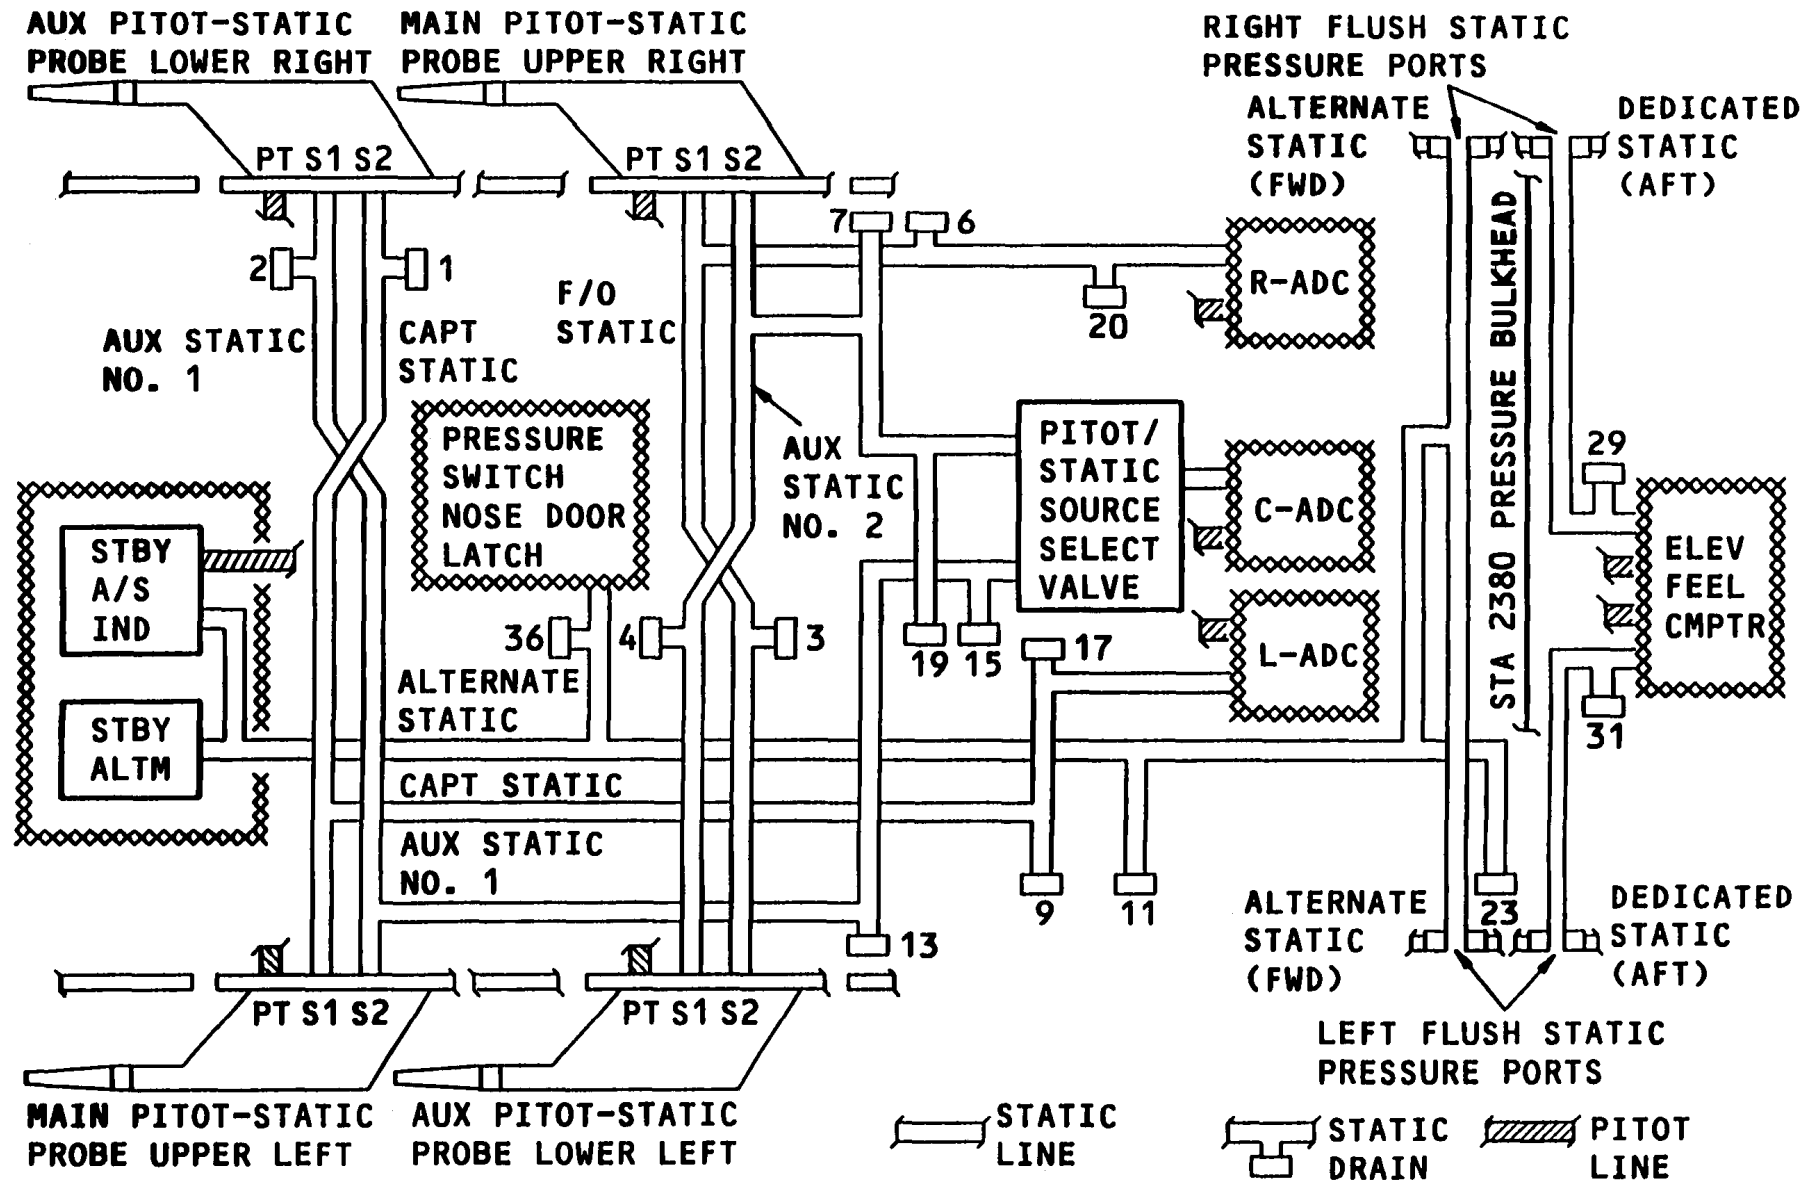 AUX PITOT-STATIC
PROBE LOWER RIGHT
MAIN PITOT-STATIC
PROBE UPPER RIGHT
RIGHT FLUSH STATIC
PRESSURE PORTS
ALTERNATE
STATIC
(FWD)
DEDICATED
STATIC
(AFT)
PT S1 S2
PT S1 S2
2
1
7
6
20
R-ADC
F/O
STATIC
AUX STATIC
NO. 1
CAPT
STATIC
STA 2380 PRESSURE BULKHEAD
PRESSURE
SWITCH
NOSE DOOR
LATCH
AUX
STATIC
NO. 2
PITOT/
STATIC
SOURCE
SELECT
VALVE
C-ADC
29
STBY
A/S
IND
ELEV
FEEL
CMPTR
36
4
3
19
15
17
L-ADC
ALTERNATE
STATIC
STBY
ALTM
31
CAPT STATIC
AUX STATIC
NO. 1
9
11
23
13
ALTERNATE
STATIC
(FWD)
DEDICATED
STATIC
(AFT)
PT S1 S2
PT S1 S2
LEFT FLUSH STATIC
PRESSURE PORTS
MAIN PITOT-STATIC
PROBE UPPER LEFT
AUX PITOT-STATIC
PROBE LOWER LEFT
STATIC
LINE
STATIC
DRAIN
PITOT
LINE